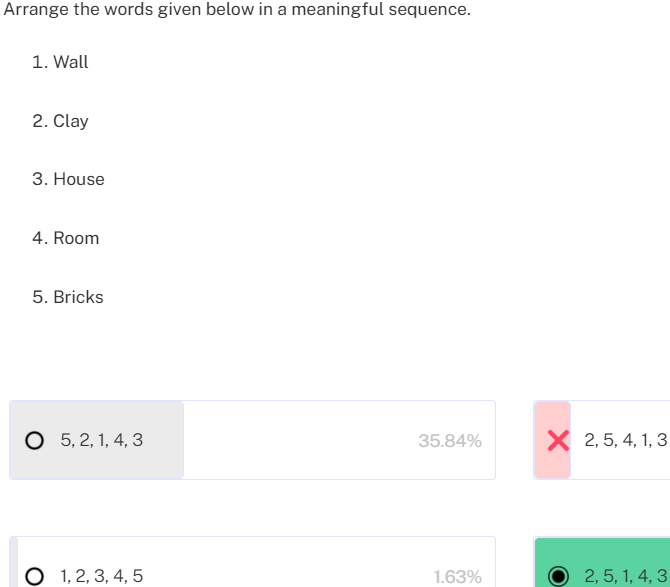 Arrange the words given below in a meaningful sequence.
1. Wall
2. Clay
3. House
4. Room
5. Bricks
5, 2, 1, 4, 3 35.84% 2, 5, 4, 1, 3
1, 2, 3, 4, 5 1.63% 2, 5, 1, 4, 3